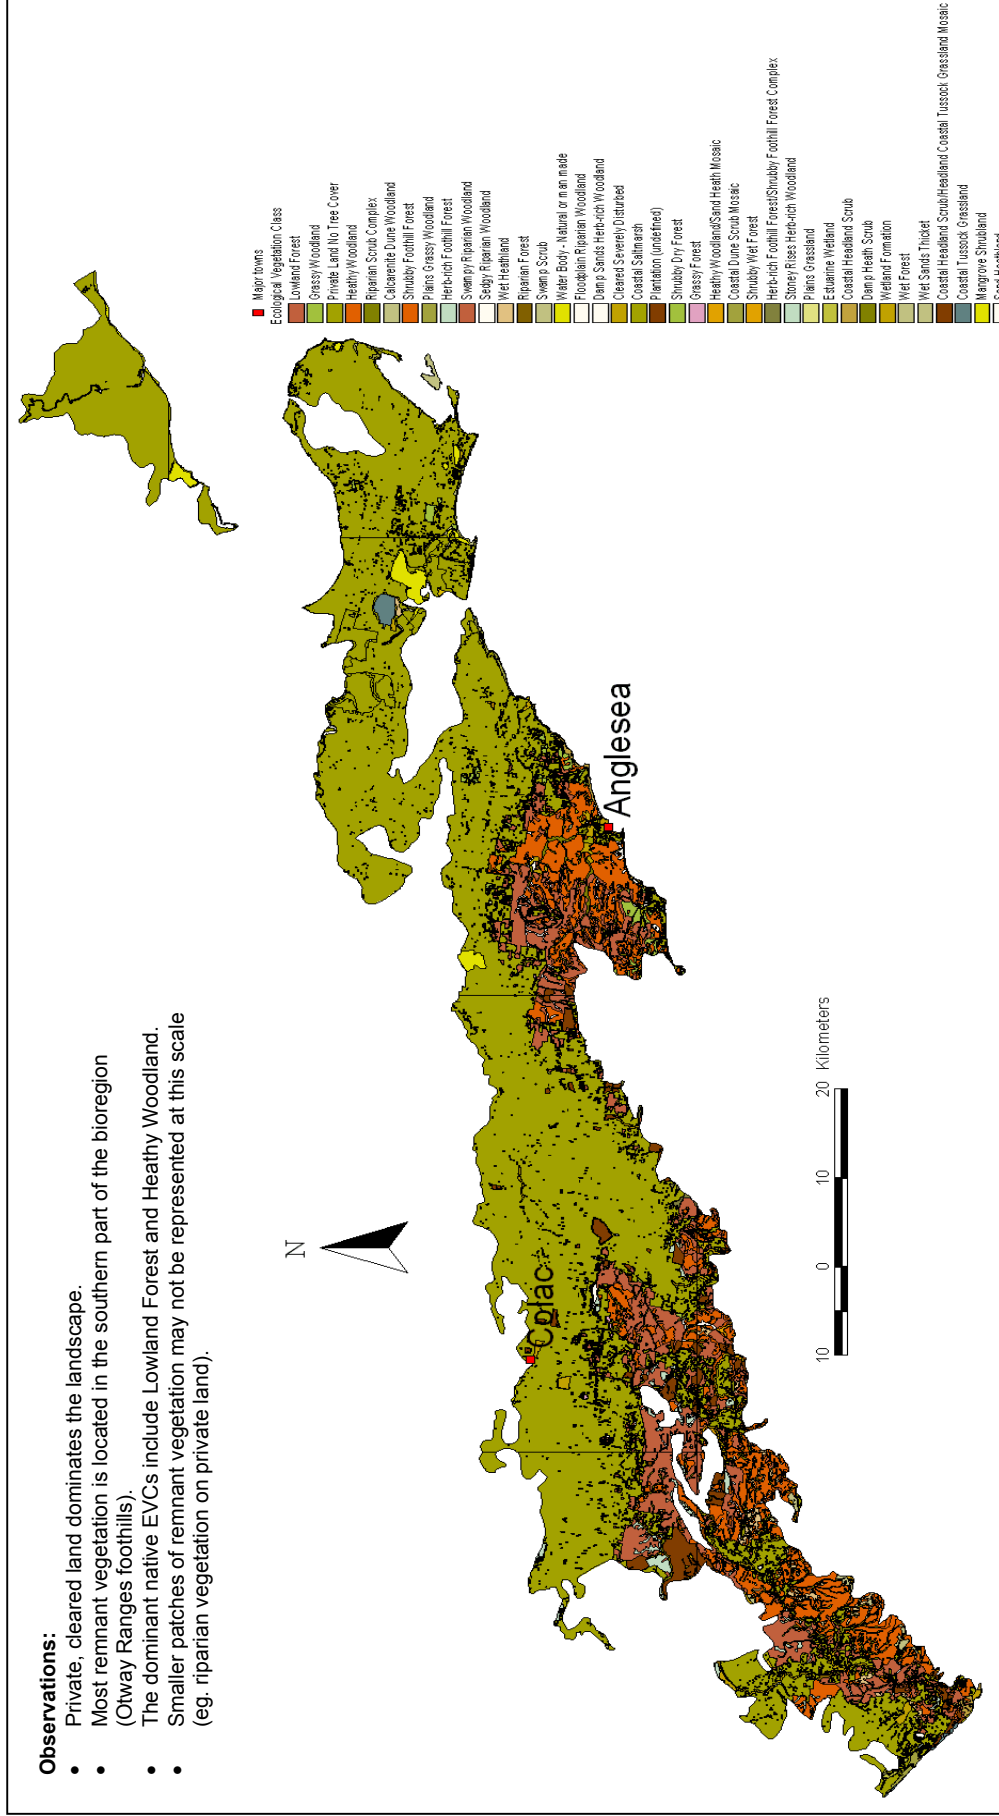 Observations:
• Private, cleared land dominates the landscape.
• Most remnant vegetation is located in the southern part of the bioregion
(Otway Ranges foothills).
• The dominant native EVCs include Lowland Forest and Heathy Woodland.
• Smaller patches of remnant vegetation may not be represented at this scale
(eg. riparian vegetation on private land).
N
Colac
Anglesea
10 0 10 20 Kilometers
Major towns
Ecological Vegetation Class
Lowland Forest
Grassy Woodland
Private Land No Tree Cover
Heathy Woodland
Riparian Scrub Complex
Calcarenite Dune Woodland
Shrubby Foothill Forest
Plains Grassy Woodland
Herb-rich Foothill Forest
Swampy Riparian Woodland
Sedgy Riparian Woodland
Wet Heathland
Riparian Forest
Swamp Scrub
Water Body - Natural or man made
Floodplain Riparian Woodland
Damp Sands Herb-rich Woodland
Cleared Severely Disturbed
Coastal Saltmarsh
Plantation (undefined)
Shrubby Dry Forest
Grassy Forest
Heathy Woodland/Sand Heath Mosaic
Coastal Dune Scrub Mosaic
Shrubby Wet Forest
Herb-rich Foothill Forest/Shrubby Foothill Forest Complex
Stoney Rises Herb-rich Woodland
Plains Grassland
Estuarine Wetland
Coastal Headland Scrub
Damp Heath Scrub
Wetland Formation
Wet Forest
Wet Sands Thicket
Coastal Headland Scrub/Headland Coastal Tussock Grassland Mosaic
Coastal Tussock Grassland
Mangrove Shrubland